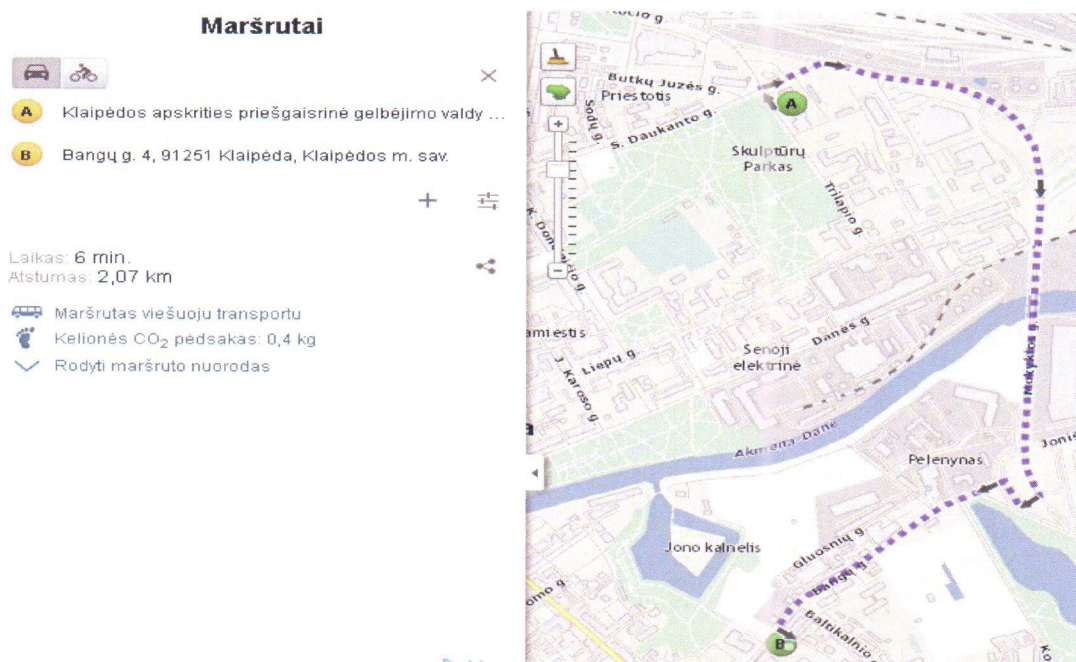 Maršrutai
A Klaipėdos apskrities priešgaisrinė gelbėjimo valdy ...
B Bangų g. 4, 91251 Klaipėda, Klaipėdos m. sav.
Laikas: 6 min.
Atstumas: 2,07 km
Maršrutas viešuoju transportu
Kelionės CO₂ pėdsakas: 0,4 kg
Rodyti maršruto nuorodas
Butkų Juzės g.
Priestotis
A
Sodų g.
S. Daukanto g.
Skulptūrų
Parkas
Trilapio g.
Danės g.
Senoji
elektrinė
Liepų g.
J. Karoso g.
Mokyklos g.
Akmena-Danė
Pelenynas
Jono kalnelis
Gluosnių g.
Bangų g.
Baltikalnio
B